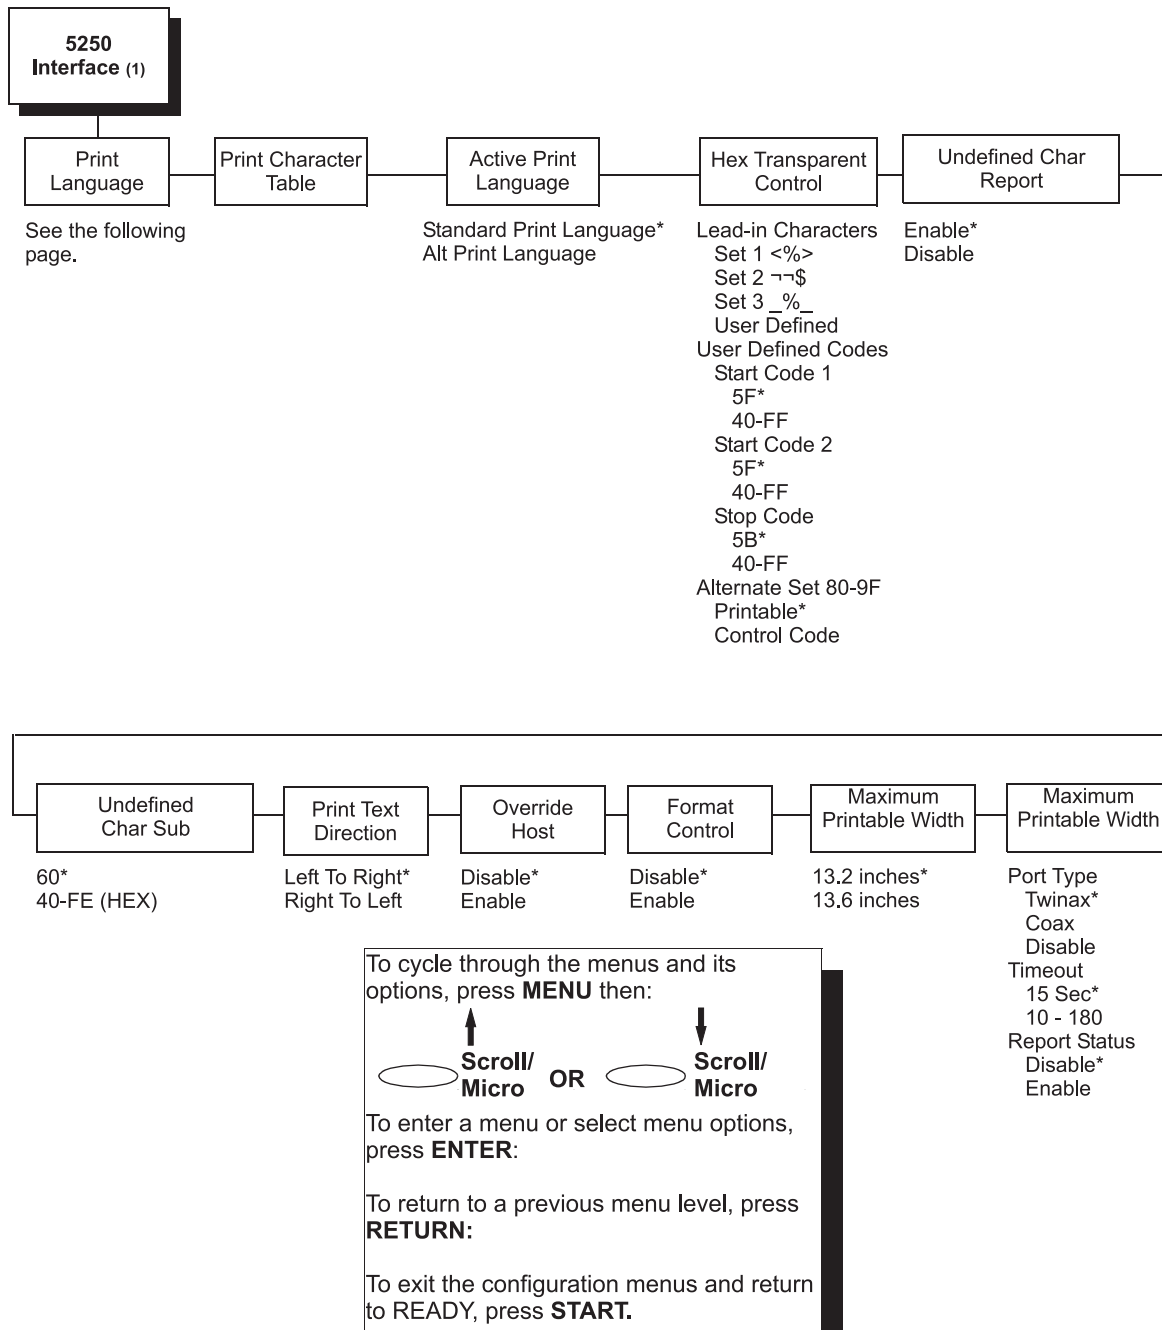 5250
Interface (1)
Print
Language
Print Character
Table
Active Print
Language
Hex Transparent
Control
Undefined Char
Report
See the following
page.
Standard Print Language*
Alt Print Language
Lead-in Characters
Set 1 <%>
Set 2 ¬¬$
Set 3 _%_
User Defined
User Defined Codes
Start Code 1
5F*
40-FF
Start Code 2
5F*
40-FF
Stop Code
5B*
40-FF
Alternate Set 80-9F
Printable*
Control Code
Enable*
Disable
Undefined
Char Sub
Print Text
Direction
Override
Host
Format
Control
Maximum
Printable Width
Maximum
Printable Width
60*
40-FE (HEX)
Left To Right*
Right To Left
Disable*
Enable
Disable*
Enable
13.2 inches*
13.6 inches
Port Type
Twinax*
Coax
Disable
Timeout
15 Sec*
10 - 180
Report Status
Disable*
Enable
To cycle through the menus and its
options, press MENU then:
Scroll/
Micro
OR
Scroll/
Micro
To enter a menu or select menu options,
press ENTER:
To return to a previous menu level, press
RETURN:
To exit the configuration menus and return
to READY, press START.